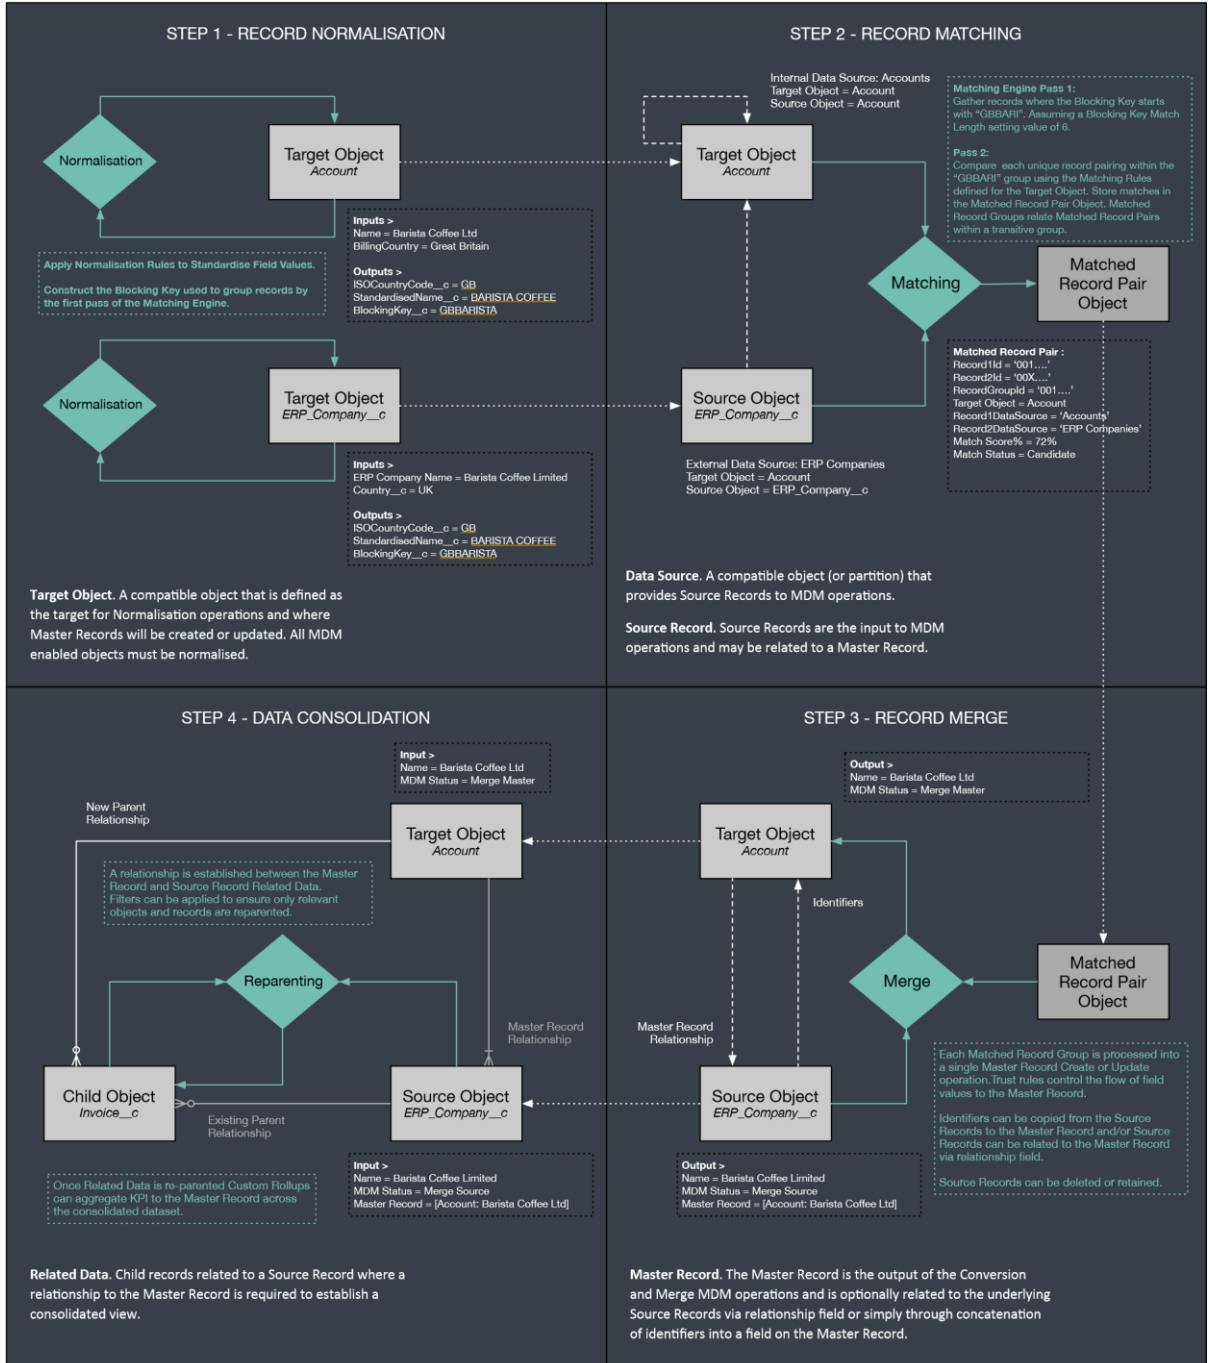 STEP 1 - RECORD NORMALISATION
Normalisation
Target Object
Account
Inputs >
Name = Barista Coffee Ltd
BillingCountry = Great Britain
Outputs >
ISOCountryCode__c = GB
StandardisedName__c = BARISTA COFFEE
BlockingKey__c = GBBARISTA
Apply Normalisation Rules to Standardise Field Values.
Construct the Blocking Key used to group records by
the first pass of the Matching Engine.
Normalisation
Target Object
ERP_Company__c
Inputs >
ERP Company Name = Barista Coffee Limited
Country__c = UK
Outputs >
ISOCountryCode__c = GB
StandardisedName__c = BARISTA COFFEE
BlockingKey__c = GBBARISTA
Target Object. A compatible object that is defined as
the target for Normalisation operations and where
Master Records will be created or updated. All MDM
enabled objects must be normalised.
STEP 2 - RECORD MATCHING
Internal Data Source: Accounts
Target Object = Account
Source Object = Account
Matching Engine Pass 1:
Gather records where the Blocking Key starts
with “GBBARI”. Assuming a Blocking Key Match
Length setting value of 6.
Pass 2:
Compare each unique record pairing within the
“GBBARI” group using the Matching Rules
defined for the Target Object. Store matches in
the Matched Record Pair Object. Matched
Record Groups relate Matched Record Pairs
within a transitive group.
Target Object
Account
Matching
Matched
Record Pair
Object
Source Object
ERP_Company__c
Matched Record Pair :
Record1Id = ‘001....’
Record2Id = ‘00X....’
RecordGroupId = ‘001....’
Target Object = Account
Record1DataSource = ‘Accounts’
Record2DataSource = ‘ERP Companies’
Match Score% = 72%
Match Status = Candidate
External Data Source: ERP Companies
Target Object = Account
Source Object = ERP_Company__c
Data Source. A compatible object (or partition) that
provides Source Records to MDM operations.
Source Record. Source Records are the input to MDM
operations and may be related to a Master Record.
STEP 4 - DATA CONSOLIDATION
Input >
Name = Barista Coffee Ltd
MDM Status = Merge Master
New Parent
Relationship
Target Object
Account
A relationship is established between the Master
Record and Source Record Related Data.
Filters can be applied to ensure only relevant
objects and records are reparented.
Reparenting
Master Record
Relationship
Child Object
Invoice__c
Existing Parent
Relationship
Source Object
ERP_Company__c
Input >
Name = Barista Coffee Limited
MDM Status = Merge Source
Master Record = [Account: Barista Coffee Ltd]
Once Related Data is re-parented Custom Rollups
can aggregate KPI to the Master Record across
the consolidated dataset.
Related Data. Child records related to a Source Record where a
relationship to the Master Record is required to establish a
consolidated view.
STEP 3 - RECORD MERGE
Output >
Name = Barista Coffee Ltd
MDM Status = Merge Master
Target Object
Account
Identifiers
Merge
Matched
Record Pair
Object
Master Record
Relationship
Source Object
ERP_Company__c
Output >
Name = Barista Coffee Limited
MDM Status = Merge Source
Master Record = [Account: Barista Coffee Ltd]
Each Matched Record Group is processed into
a single Master Record Create or Update
operation.Trust rules control the flow of field
values to the Master Record.
Identifiers can be copied from the Source
Records to the Master Record and/or Source
Records can be related to the Master Record
via relationship field.
Source Records can be deleted or retained.
Master Record. The Master Record is the output of the Conversion
and Merge MDM operations and is optionally related to the underlying
Source Records via relationship field or simply through concatenation
of identifiers into a field on the Master Record.